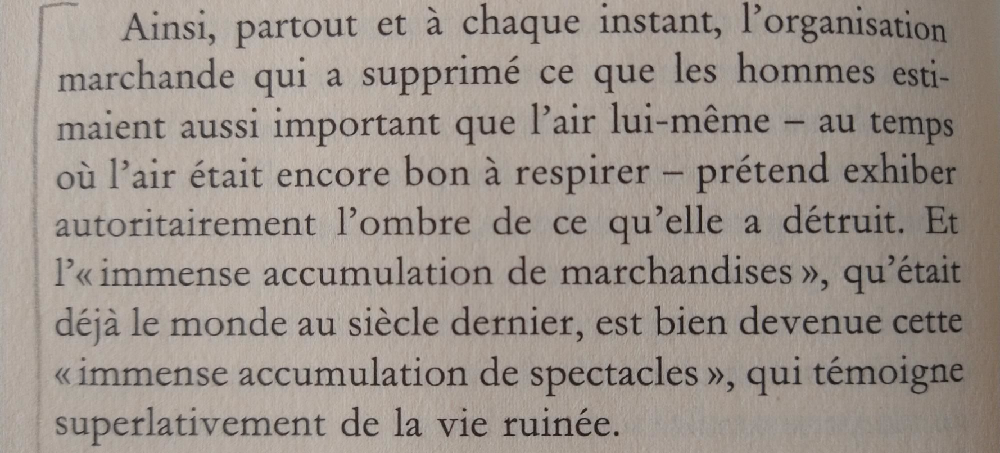 Ainsi, partout et à chaque instant, l’organisation
marchande qui a supprimé ce que les hommes esti-
maient aussi important que l’air lui-même – au temps
où l’air était encore bon à respirer – prétend exhiber
autoritairement l’ombre de ce qu’elle a détruit. Et
l’« immense accumulation de marchandises », qu’était
déjà le monde au siècle dernier, est bien devenue cette
« immense accumulation de spectacles », qui témoigne
superlativement de la vie ruinée.